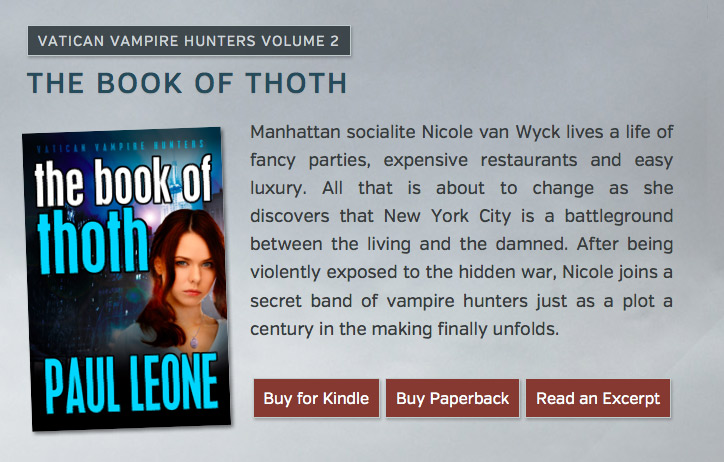 VATICAN VAMPIRE HUNTERS VOLUME 2
THE BOOK OF THOTH
VATICAN VAMPIRE HUNTERS
the book of
thoth
PAUL LEONE
Manhattan socialite Nicole van Wyck lives a life of
fancy parties, expensive restaurants and easy
luxury. All that is about to change as she
discovers that New York City is a battleground
between the living and the damned. After being
violently exposed to the hidden war, Nicole joins a
secret band of vampire hunters just as a plot a
century in the making finally unfolds.
Buy for Kindle
Buy Paperback
Read an Excerpt